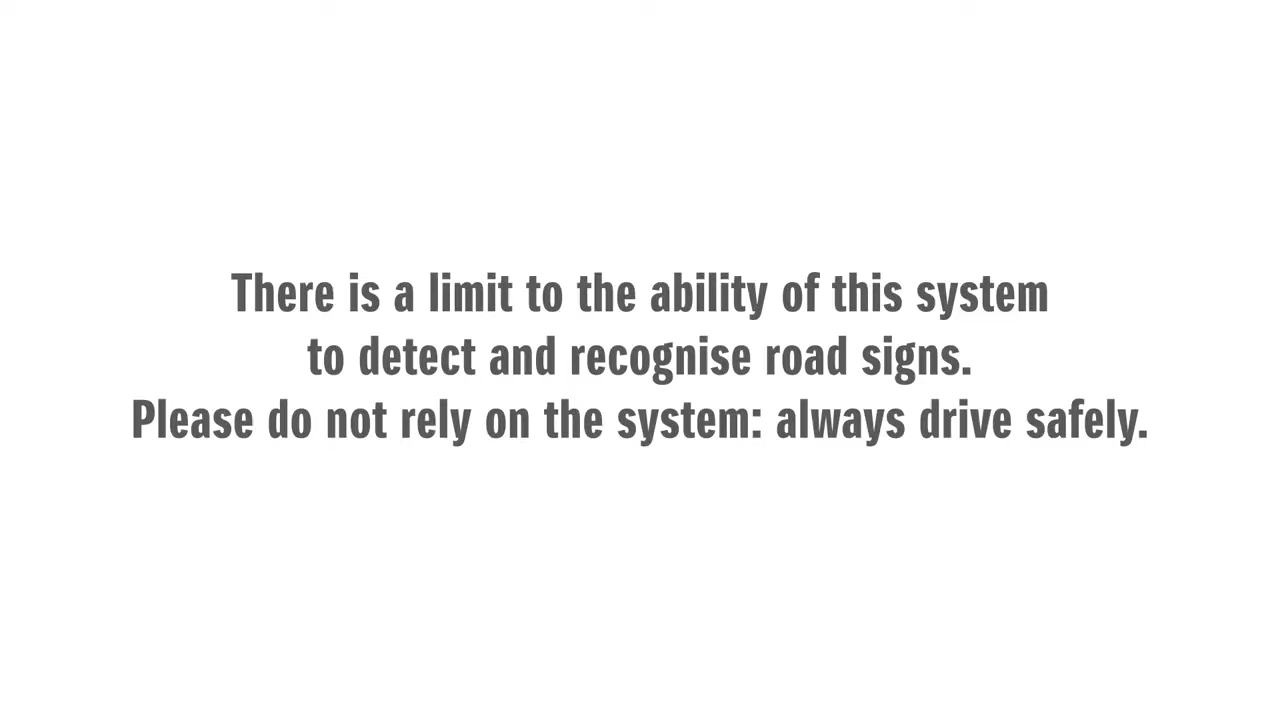 There is a limit to the ability of this system
to detect and recognise road signs.
Please do not rely on the system: always drive safely.